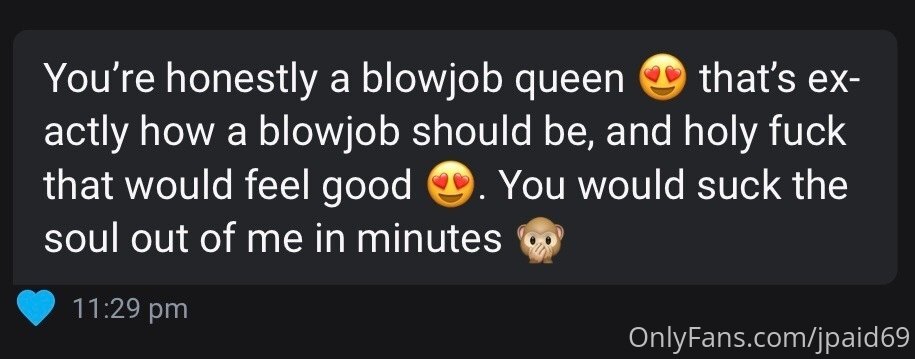 You're honestly a blowjob queen 😍 that's ex-
actly how a blowjob should be, and holy fuck
that would feel good 😍. You would suck the
soul out of me in minutes 🙊
11:29 pm
OnlyFans.com/jpaid69